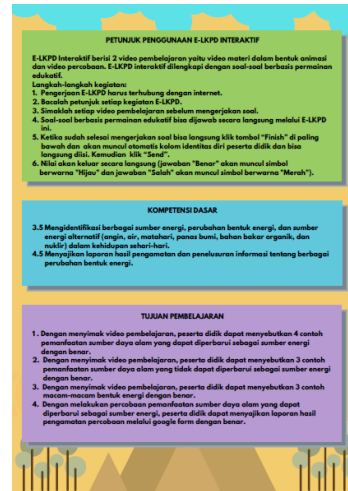 PETUNJUK PENGGUNAAN E-LKPD INTERAKTIF
E-LKPD Interaktif berisi 2 video pembelajaran yaitu video materi dalam bentuk animasi
dan video percobaan. E-LKPD interaktif dilengkapi dengan soal-soal berbasis permainan
edukatif.
Langkah-langkah kegiatan:
1. Pengerjaan E-LKPD harus terhubung dengan internet.
2. Bacalah petunjuk setiap kegiatan E-LKPD.
3. Simaklah setiap video pembelajaran sebelum mengerjakan soal.
4. Soal-soal berbasis permainan edukatif bisa dijawab secara langsung melalui E-LKPD
ini.
5. Ketika sudah selesai mengerjakan soal bisa langsung klik tombol "Finish" di paling
bawah dan akan muncul otomatis kolom identitas diri peserta didik dan bisa
langsung diisi. Kemudian klik "Send".
6. Nilai akan keluar secara langsung (jawaban "Benar" akan muncul simbol
berwarna "Hijau" dan jawaban "Salah" akan muncul simbol berwarna "Merah").
KOMPETENSI DASAR
3.5 Mengidentifikasi berbagai sumber energi, perubahan bentuk energi, dan sumber
energi alternatif (angin, air, matahari, panas bumi, bahan bakar organik, dan
nuklir) dalam kehidupan sehari-hari.
4.5 Menyajikan laporan hasil pengamatan dan penelusuran informasi tentang berbagai
perubahan bentuk energi.
TUJUAN PEMBELAJARAN
1. Dengan menyimak video pembelajaran, peserta didik dapat menyebutkan 4 contoh
pemanfaatan sumber daya alam yang dapat diperbarui sebagai sumber energi
dengan benar.
2. Dengan menyimak video pembelajaran, peserta didik dapat menyebutkan 3 contoh
pemanfaatan sumber daya alam yang tidak dapat diperbarui sebagai sumber energi
dengan benar.
3. Dengan menyimak video pembelajaran, peserta didik dapat menyebutkan 3 contoh
macam-macam bentuk energi dengan benar.
4. Dengan melakukan percobaan pemanfaatan sumber daya alam yang dapat
diperbarui sebagai sumber energi, peserta didik dapat menyajikan laporan hasil
pengamatan percobaan melalui google form dengan benar.